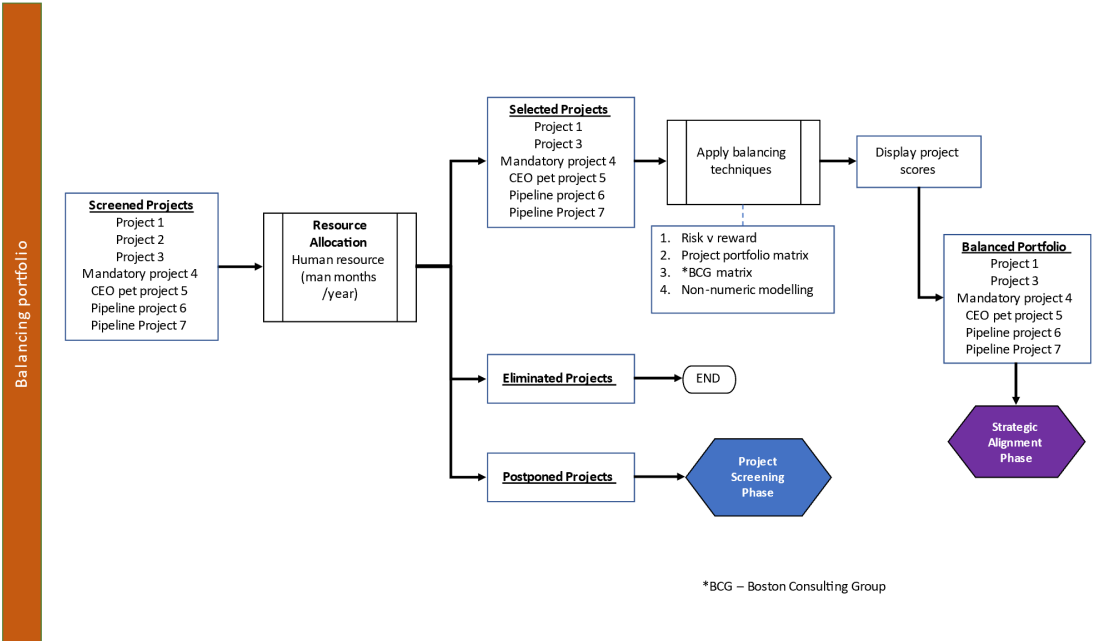 Balancing portfolio
Screened Projects
Project 1
Project 2
Project 3
Mandatory project 4
CEO pet project 5
Pipeline project 6
Pipeline Project 7
Resource
Allocation
Human resource
(man months
/year)
Selected Projects
Project 1
Project 3
Mandatory project 4
CEO pet project 5
Pipeline project 6
Pipeline Project 7
Apply balancing
techniques
1. Risk v reward
2. Project portfolio matrix
3. *BCG matrix
4. Non-numeric modelling
Display project
scores
Balanced Portfolio
Project 1
Project 3
Mandatory project 4
CEO pet project 5
Pipeline project 6
Pipeline Project 7
Strategic
Alignment
Phase
Eliminated Projects
END
Postponed Projects
Project
Screening
Phase
*BCG – Boston Consulting Group